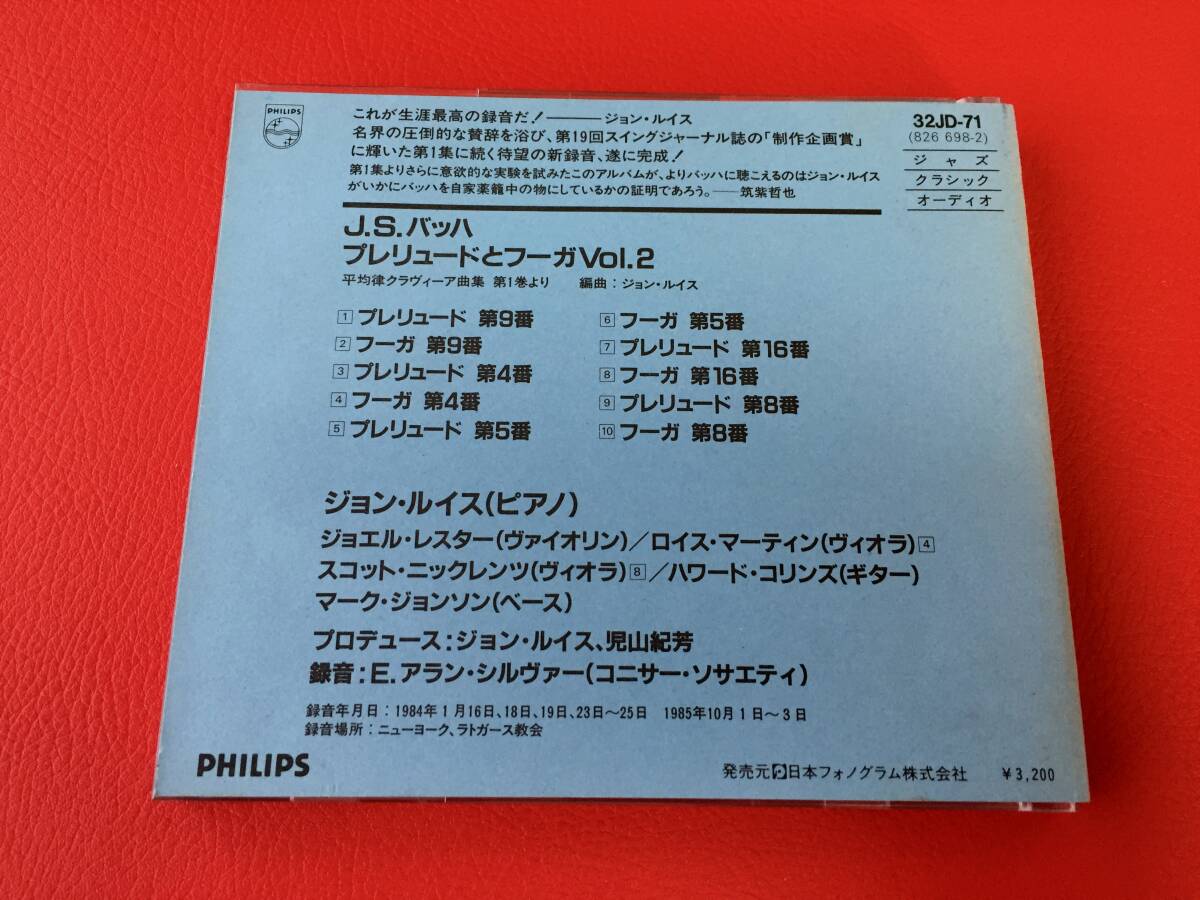 PHILIPS
これが生涯最高の録音だ!―――ジョン・ルイス
名界の圧倒的な賛辞を浴び、第19回スイングジャーナル誌の「制作企画賞」
に輝いた第1集に続く待望の新録音、遂に完成!
第1集よりさらに意欲的な実験を試みたこのアルバムが、よりバッハに聴こえるのはジョン・ルイス
がいかにバッハを自家薬籠中の物にしているかの証明であろう。――筑紫哲也
32JD-71
(826 698-2)
ジャズ
クラシック
オーディオ
J.S.バッハ
プレリュードとフーガVol.2
平均律クラヴィーア曲集 第1巻より 編曲:ジョン・ルイス
1 プレリュード 第9番
2 フーガ 第9番
3 プレリュード 第4番
4 フーガ 第4番
5 プレリュード 第5番
6 フーガ 第5番
7 プレリュード 第16番
8 フーガ 第16番
9 プレリュード 第8番
10 フーガ 第8番
ジョン・ルイス(ピアノ)
ジョエル・レスター(ヴァイオリン)/ロイス・マーティン(ヴィオラ)4
スコット・ニックレンツ(ヴィオラ)8/ハワード・コリンズ(ギター)
マーク・ジョンソン(ベース)
プロデュース:ジョン・ルイス、児山紀芳
録音:E.アラン・シルヴァー(コニサー・ソサエティ)
録音年月日:1984年1月16日、18日、19日、23日~25日 1985年10月1日~3日
録音場所:ニューヨーク、ラトガース教会
PHILIPS
発売元 日本フォノグラム株式会社 ¥3,200